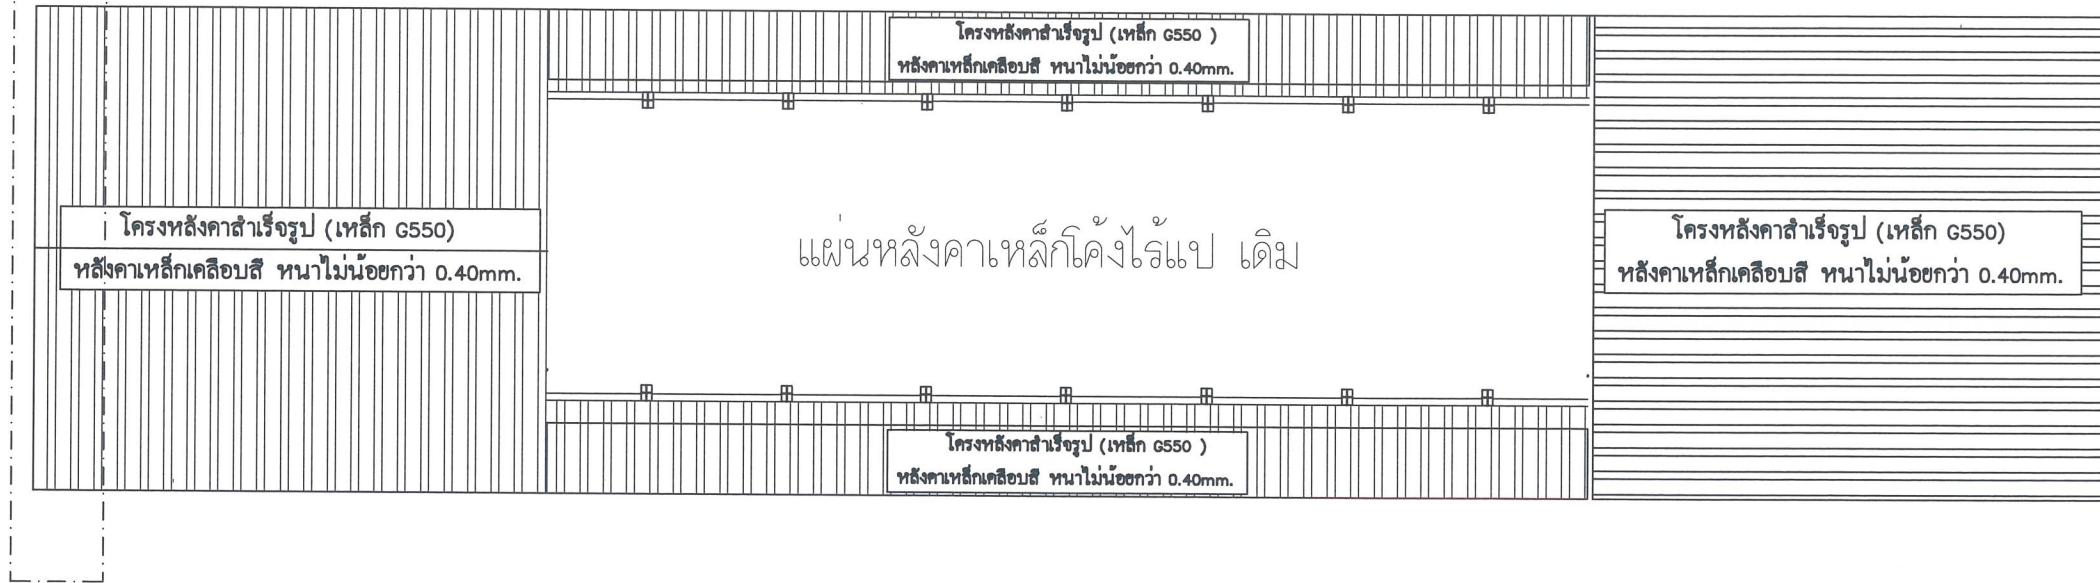 โครงหลังคาสำเร็จรูป (เหล็ก G550 )
หลังคาเหล็กเคลือบสี หนาไม่น้อยกว่า 0.40mm.
โครงหลังคาสำเร็จรูป (เหล็ก G550)
หลังคาเหล็กเคลือบสี หนาไม่น้อยกว่า 0.40mm.
แผ่นหลังคาเหล็กโค้งไร้แป เดิม
โครงหลังคาสำเร็จรูป (เหล็ก G550)
หลังคาเหล็กเคลือบสี หนาไม่น้อยกว่า 0.40mm.
โครงหลังคาสำเร็จรูป (เหล็ก G550 )
หลังคาเหล็กเคลือบสี หนาไม่น้อยกว่า 0.40mm.